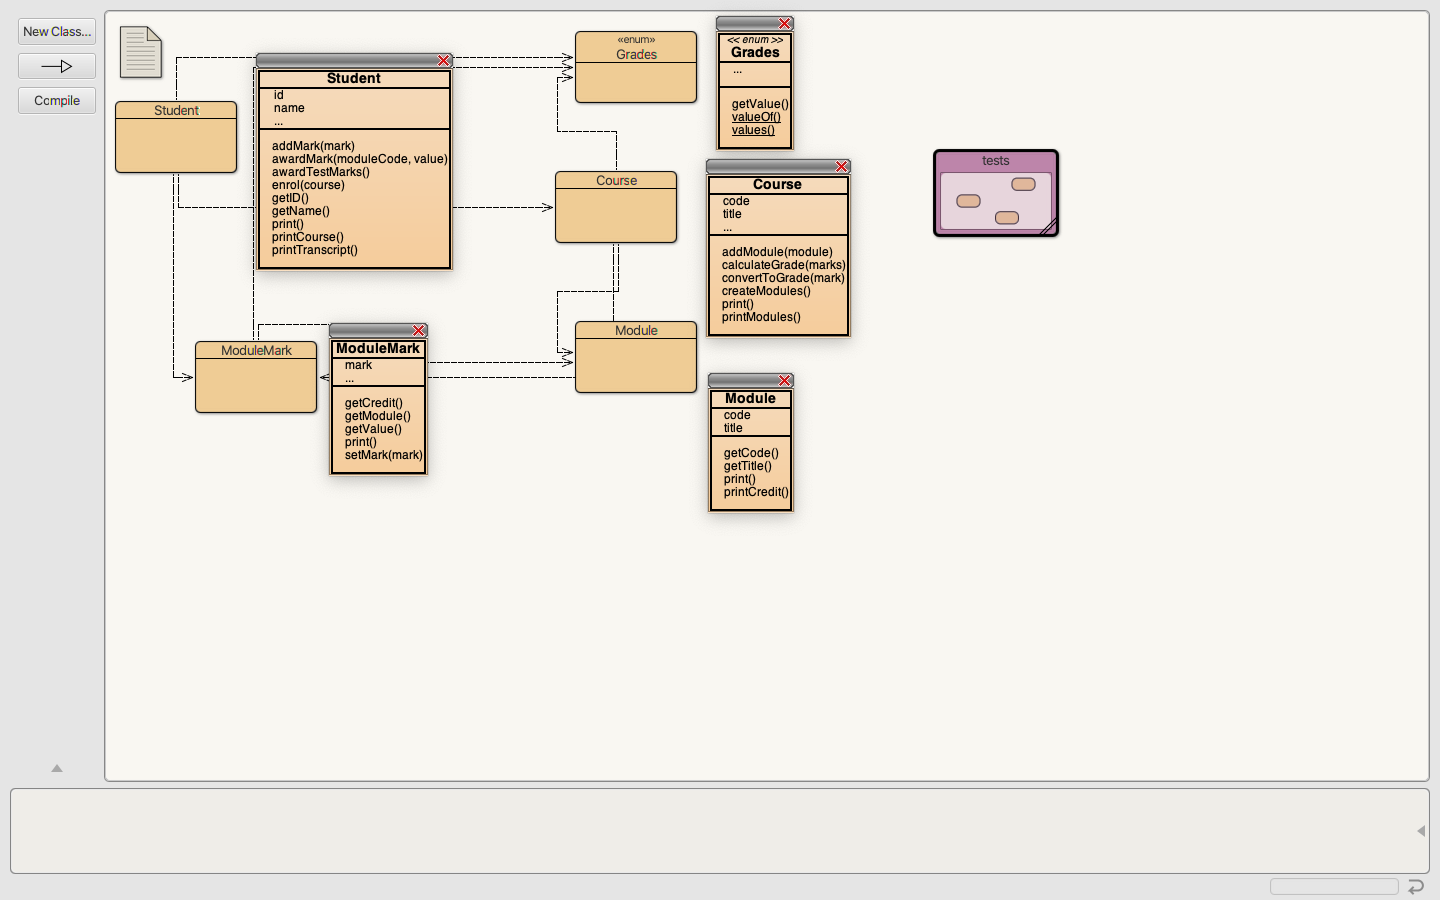 New Class...
Compile
Student
Student
id
name
...
addMark(mark)
awardMark(moduleCode, value)
awardTestMarks()
enrol(course)
getID()
getName()
print()
printCourse()
printTranscript()
«enum»
Grades
<< enum >>
Grades
...
getValue()
valueOf()
values()
Course
Course
code
title
...
addModule(module)
calculateGrade(marks)
convertToGrade(mark)
createModules()
print()
printModules()
tests
ModuleMark
ModuleMark
mark
...
getCredit()
getModule()
getValue()
print()
setMark(mark)
Module
Module
code
title
getCode()
getTitle()
print()
printCredit()